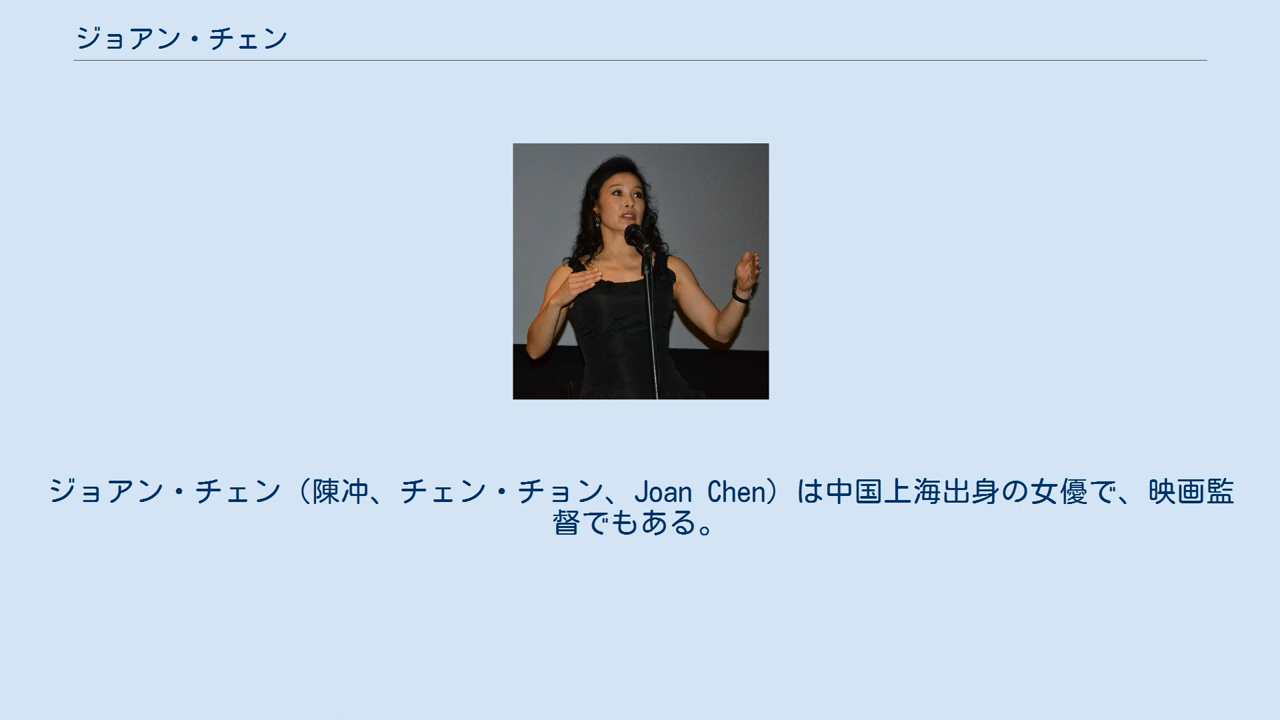 ジョアン・チェン
ジョアン・チェン（陳冲、チェン・チョン、Joan Chen）は中国上海出身の女優で、映画監
督でもある。